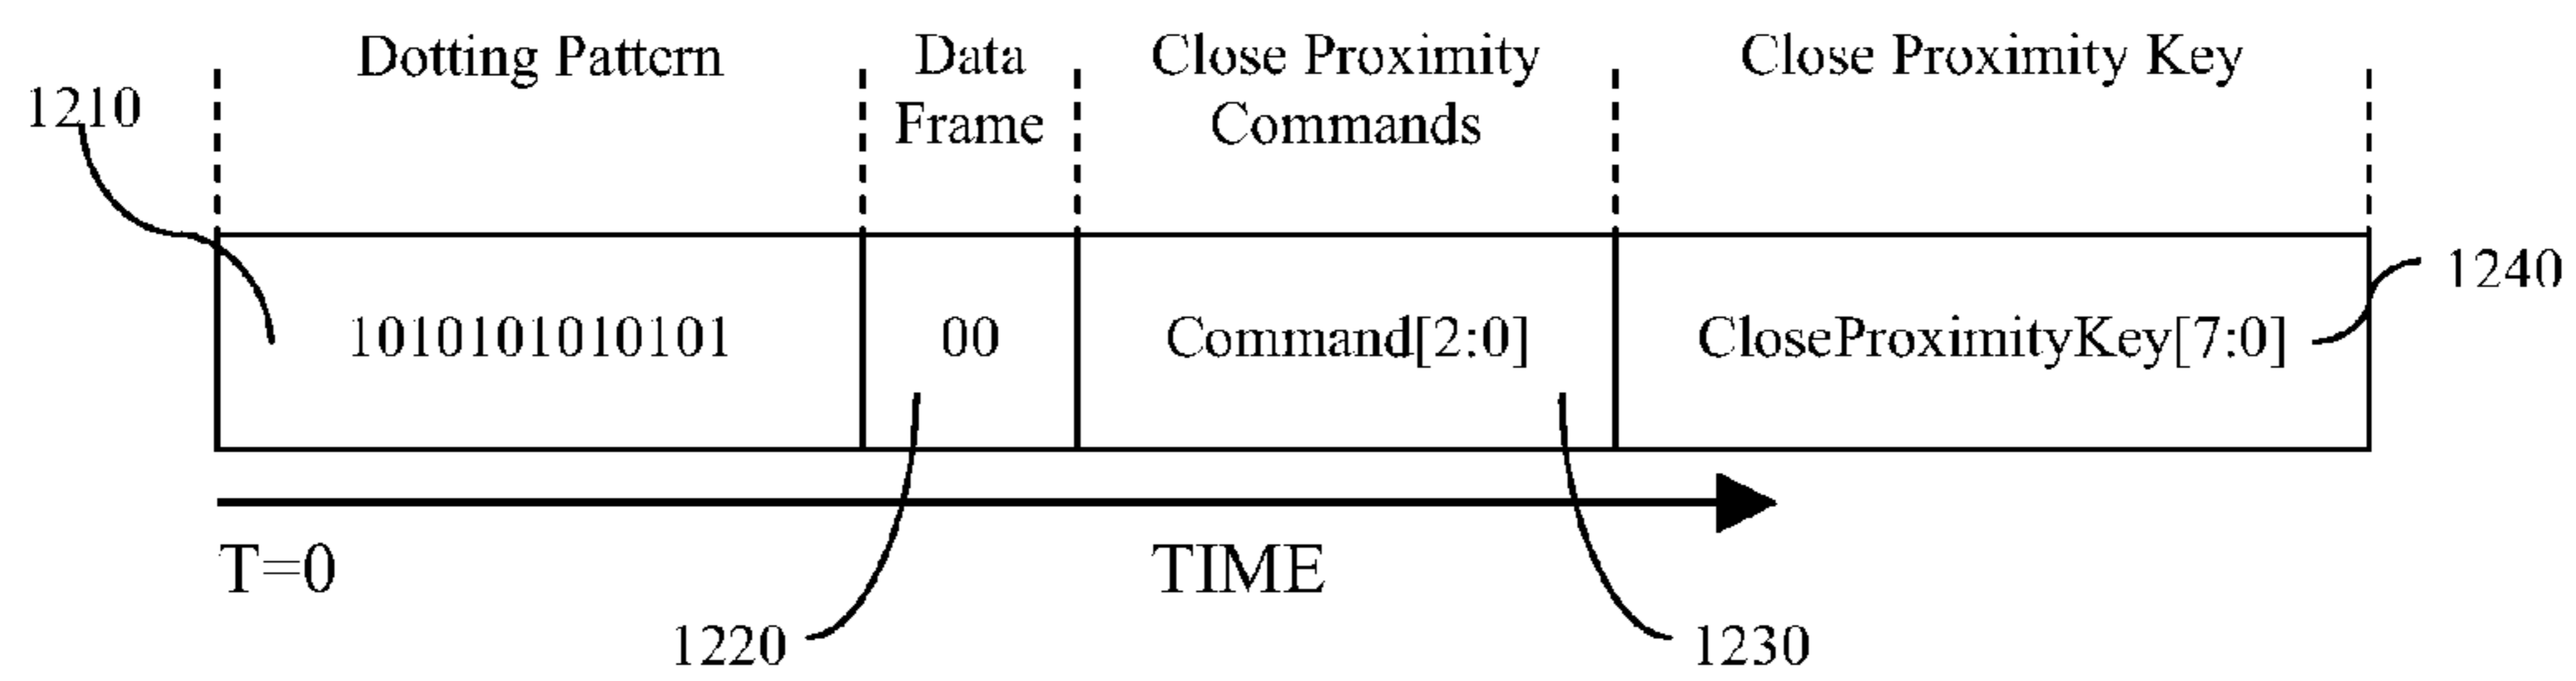 Dotting Pattern
Data
Frame
Close Proximity
Commands
Close Proximity Key
1210
1010101010101
00
Command[2:0]
CloseProximityKey[7:0]
1240
T=0
TIME
1220
1230